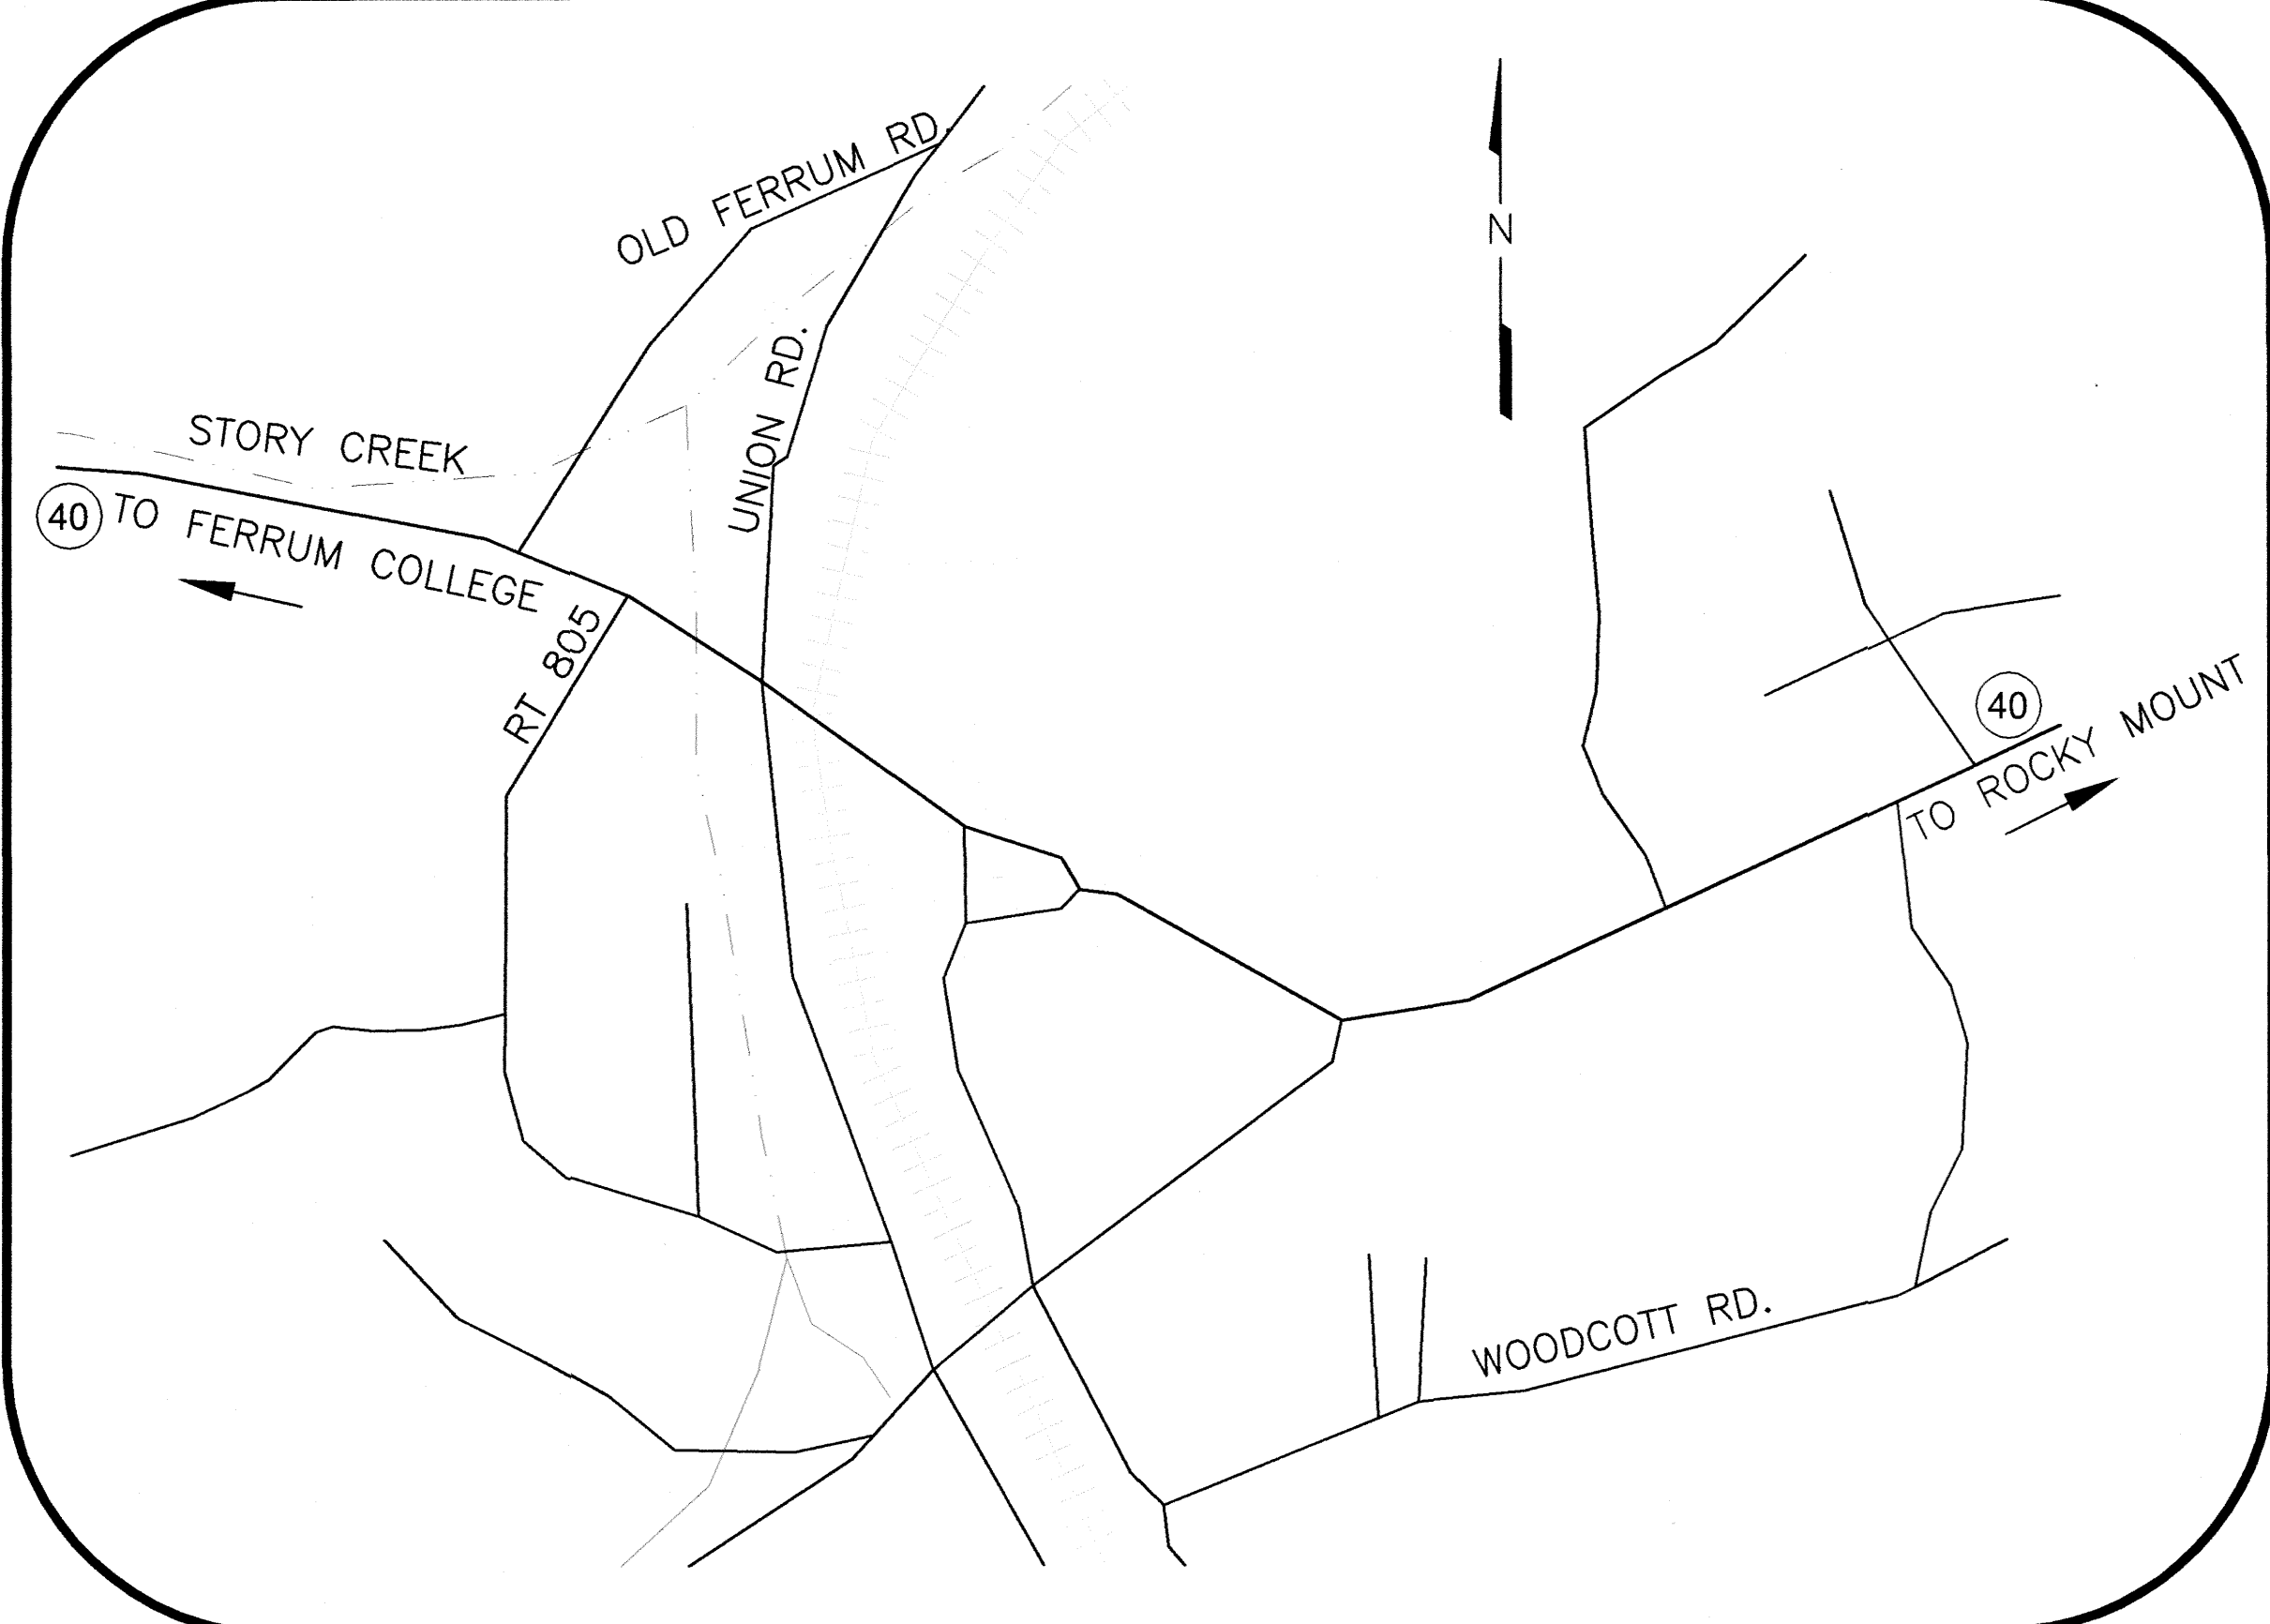 OLD FERRUM RD.
N
UNION RD.
STORY CREEK
40 TO FERRUM COLLEGE
RT 805
40
TO ROCKY MOUNT
WOODCOTT RD.